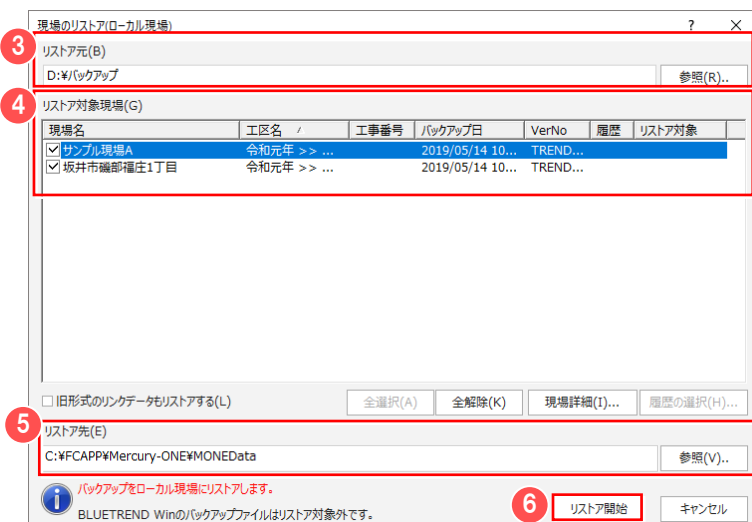 現場のリストア(ローカル現場) ? ×
3
リストア元(B)
D:¥バックアップ 参照(R)..
4
リストア対象現場(G)
現場名 工区名 工事番号 バックアップ日 VerNo 履歴 リストア対象
サンプル現場A 令和元年 >> ... 2019/05/14 10... TREND...
坂井市磯部福庄1丁目 令和元年 >> ... 2019/05/14 10... TREND...
旧形式のリンクデータもリストアする(L) 全選択(A) 全解除(K) 現場詳細(I)... 履歴の選択(H)...
5
リストア先(E)
C:¥FCAPP¥Mercury-ONE¥MONEData 参照(V)..
バックアップをローカル現場にリストアします。
BLUETREND Winのバックアップファイルはリストア対象外です。
6 リストア開始 キャンセル